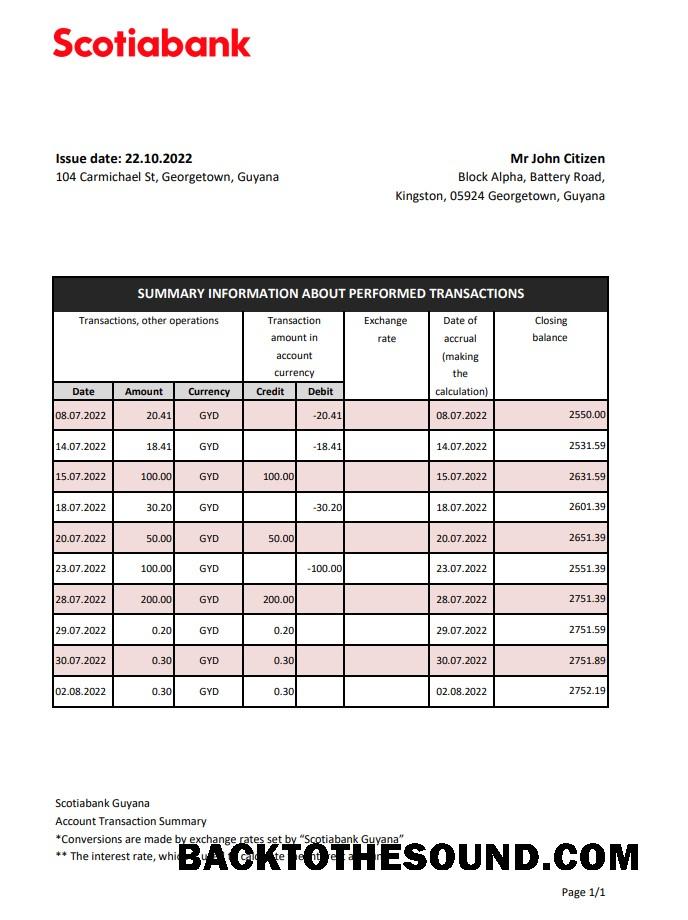 Scotiabank
Issue date: 22.10.2022
104 Carmichael St, Georgetown, Guyana
Mr John Citizen
Block Alpha, Battery Road,
Kingston, 05924 Georgetown, Guyana
SUMMARY INFORMATION ABOUT PERFORMED TRANSACTIONS
Transactions, other operations
Transaction
amount in
account
currency
Exchange
rate
Date of
accrual
(making
the
calculation)
Closing
balance
Date Amount Currency Credit Debit
08.07.2022 20.41 GYD -20.41 08.07.2022 2550.00
14.07.2022 18.41 GYD -18.41 14.07.2022 2531.59
15.07.2022 100.00 GYD 100.00 15.07.2022 2631.59
18.07.2022 30.20 GYD -30.20 18.07.2022 2601.39
20.07.2022 50.00 GYD 50.00 20.07.2022 2651.39
23.07.2022 100.00 GYD -100.00 23.07.2022 2551.39
28.07.2022 200.00 GYD 200.00 28.07.2022 2751.39
29.07.2022 0.20 GYD 0.20 29.07.2022 2751.59
30.07.2022 0.30 GYD 0.30 30.07.2022 2751.89
02.08.2022 0.30 GYD 0.30 02.08.2022 2752.19
Scotiabank Guyana
Account Transaction Summary
*Conversions are made by exchange rates set by “Scotiabank Guyana”
** The interest rate,
BACKTOTHESOUND.COM
Page 1/1